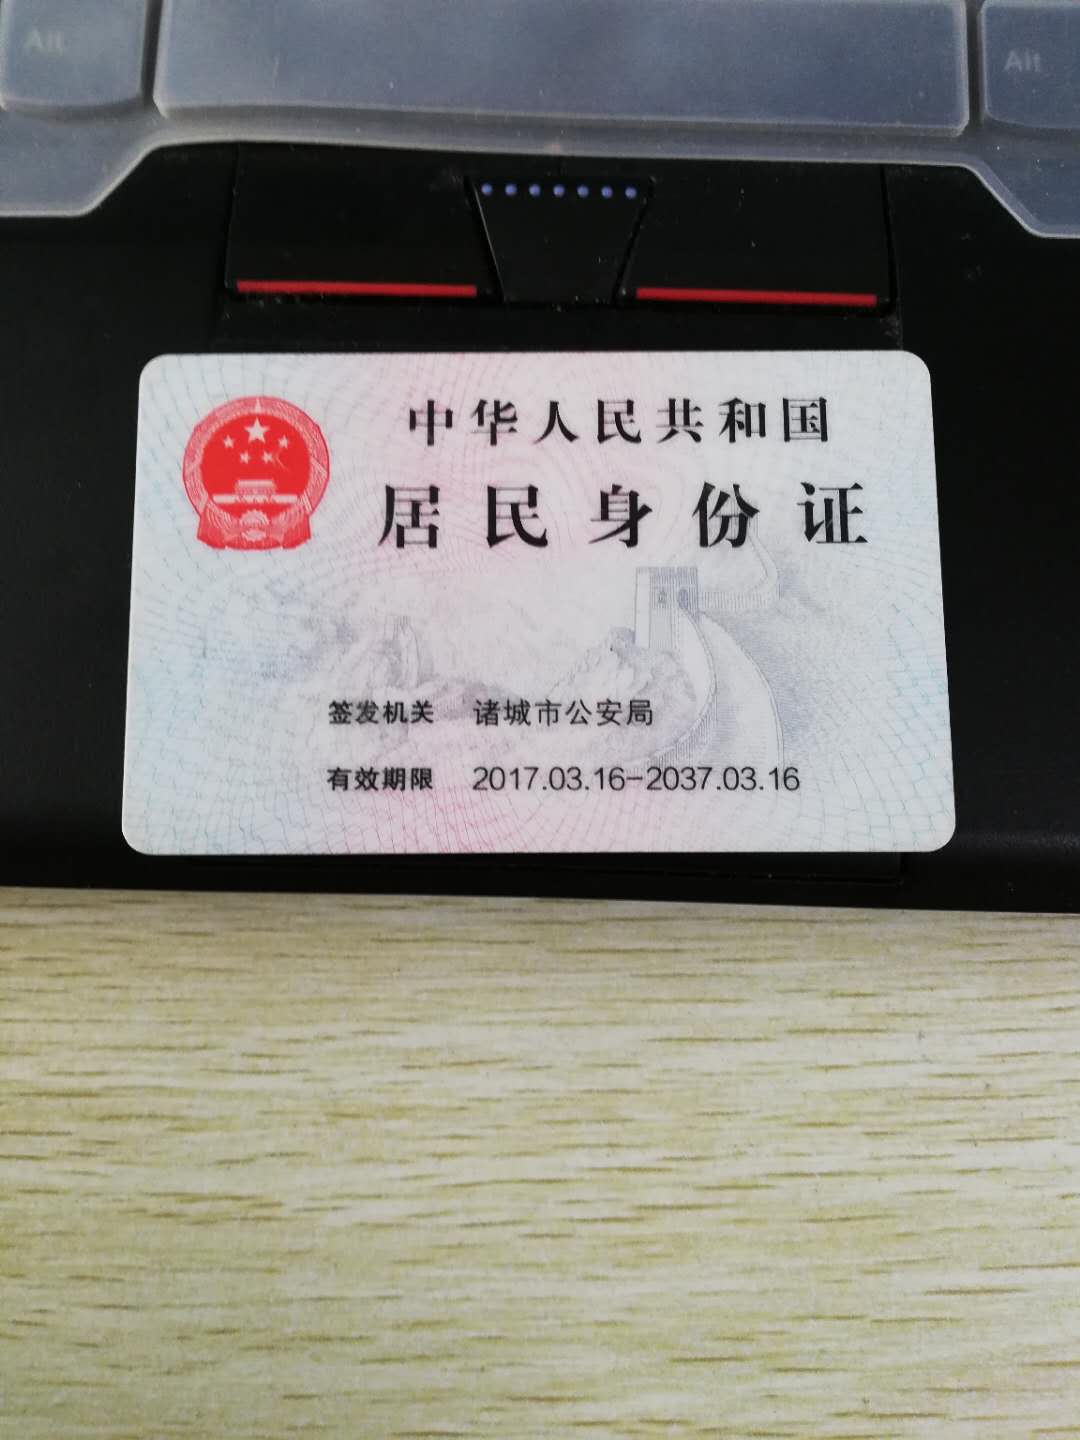 Alt
Alt
中华人民共和国
居民身份证
签发机关 诸城市公安局
有效期限 2017.03.16-2037.03.16